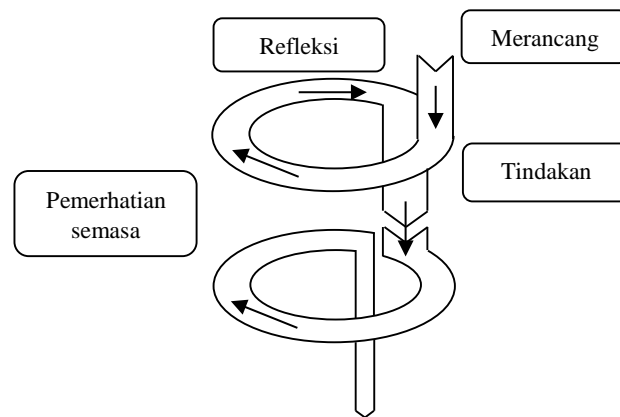 Refleksi
Merancang
Tindakan
Pemerhatian
semasa